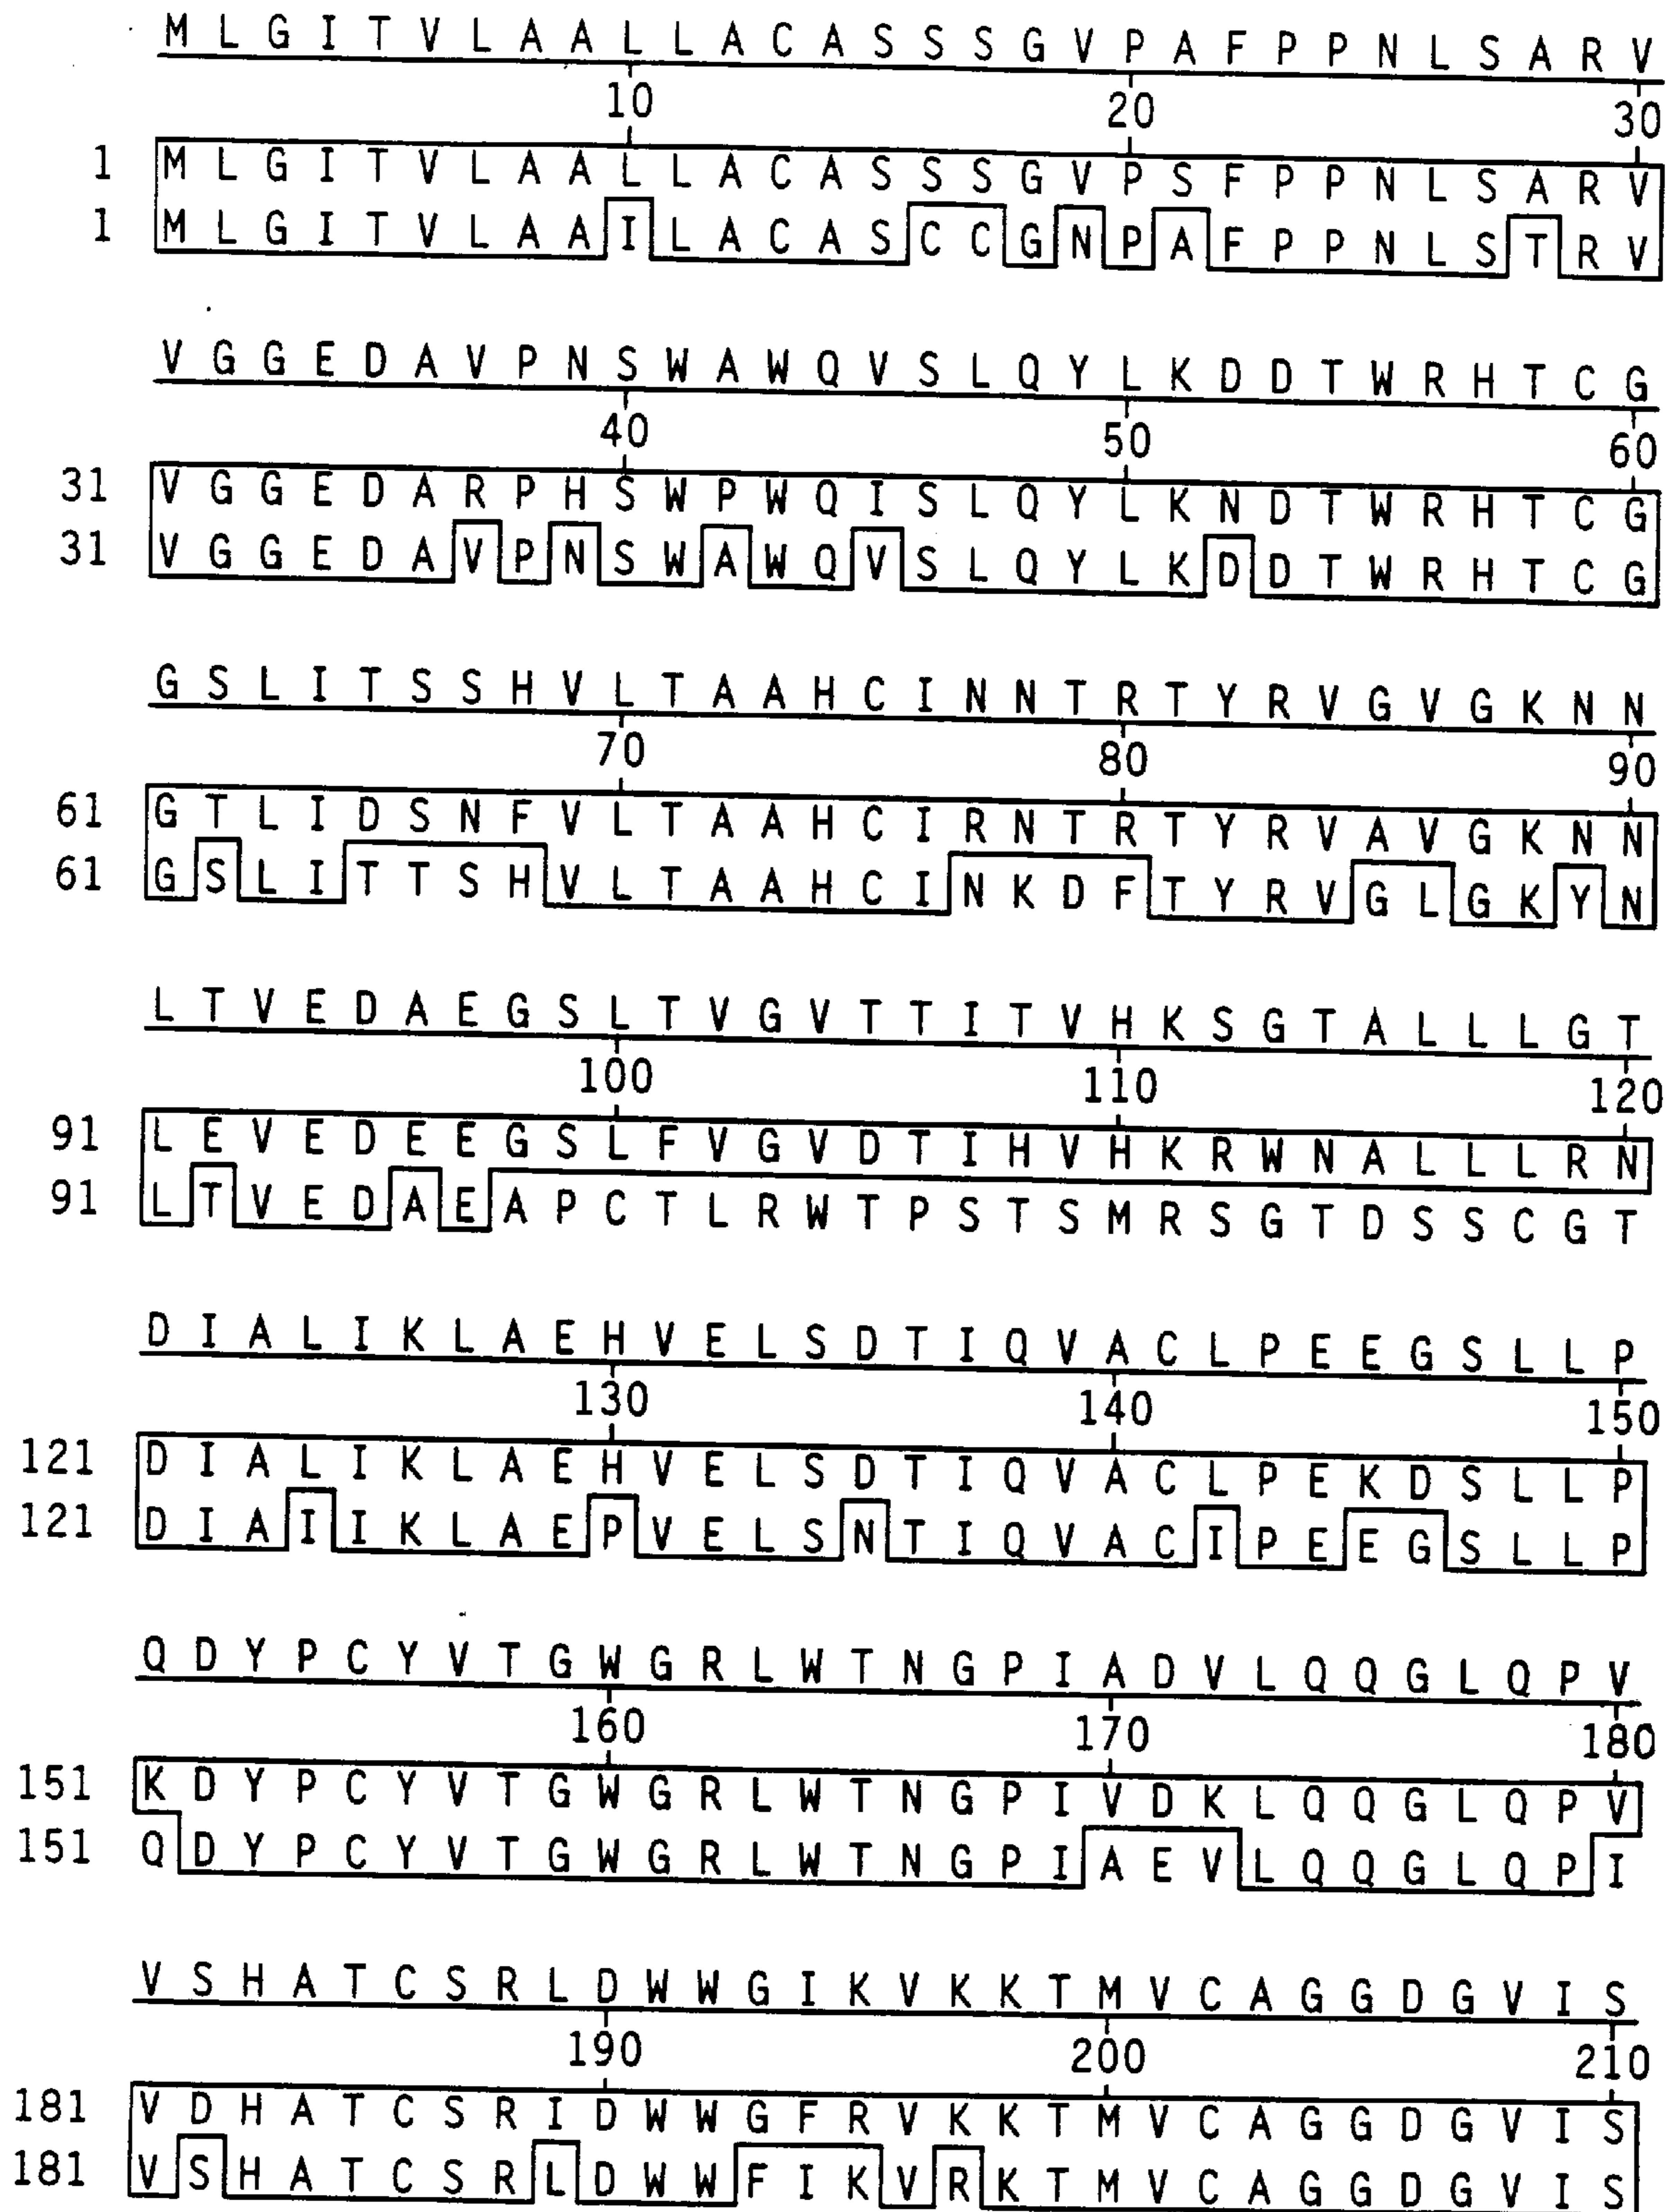 M L G I T V L A A L L A C A S S S G V P A F P P N L S A R V
10 20 30
1 M L G I T V L A A L L A C A S S S G V P S F P P N L S A R V
1 M L G I T V L A A I L A C A S C C G N P A F P P N L S T R V
V G G E D A V P N S W A W Q V S L Q Y L K D D T W R H T C G
40 50 60
31 V G G E D A R P H S W P W Q I S L Q Y L K N D T W R H T C G
31 V G G E D A V P N S W A W Q V S L Q Y L K D D T W R H T C G
G S L I T S S H V L T A A H C I N N T R T Y R V G V G K N N
70 80 90
61 G T L I D S N F V L T A A H C I R N T R T Y R V A V G K N N
61 G S L I T T S H V L T A A H C I N K D F T Y R V G L G K Y N
L T V E D A E G S L T V G V T T I T V H K S G T A L L L G T
100 110 120
91 L E V E D E E G S L F V G V D T I H V H K R W N A L L L R N
91 L T V E D A E A P C T L R W T P S T S M R S G T D S S C G T
D I A L I K L A E H V E L S D T I Q V A C L P E E G S L L P
130 140 150
121 D I A L I K L A E H V E L S D T I Q V A C L P E K D S L L P
121 D I A I I K L A E P V E L S N T I Q V A C I P E E G S L L P
Q D Y P C Y V T G W G R L W T N G P I A D V L Q Q G L Q P V
160 170 180
151 K D Y P C Y V T G W G R L W T N G P I V D K L Q Q G L Q P V
151 Q D Y P C Y V T G W G R L W T N G P I A E V L Q Q G L Q P I
V S H A T C S R L D W W G I K V K K T M V C A G G D G V I S
190 200 210
181 V D H A T C S R I D W W G F R V K K T M V C A G G D G V I S
181 V S H A T C S R L D W W F I K V R K T M V C A G G D G V I S